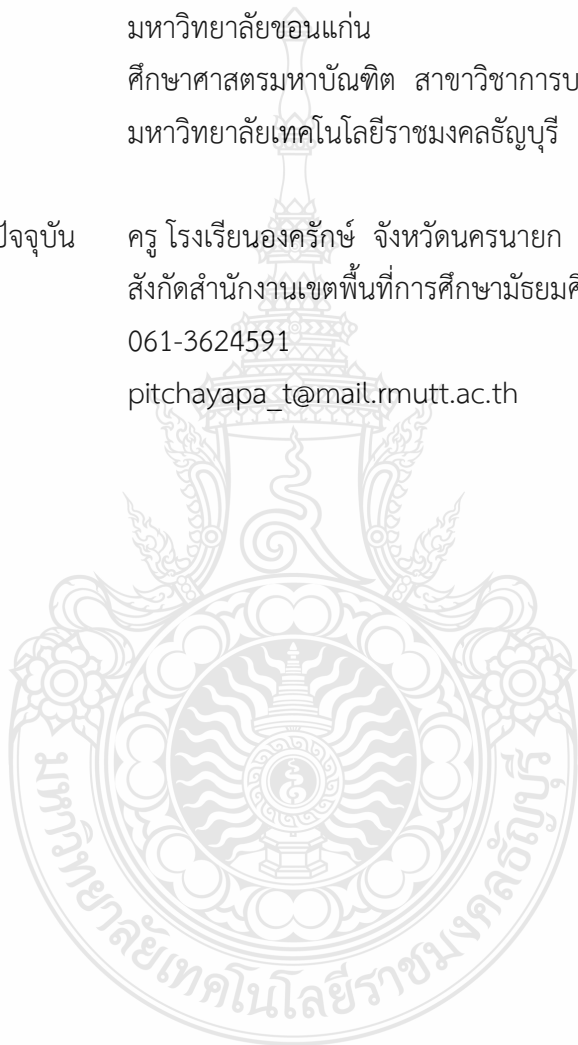 มหาวิทยาลัยขอนแก่น
ศึกษาศาสตรมหาบัณฑิต สาขาวิชาการบ
มหาวิทยาลัยเทคโนโลยีราชมงคลธัญบุรี
ปัจจุบัน ครู โรงเรียนองครักษ์ จังหวัดนครนายก
สังกัดสำนักงานเขตพื้นที่การศึกษามัธยมศึ
061-3624591
pitchayapa_t@mail.rmutt.ac.th
มหาวิทยาลัยเทคโนโลยีราชมงคลธัญบุรี